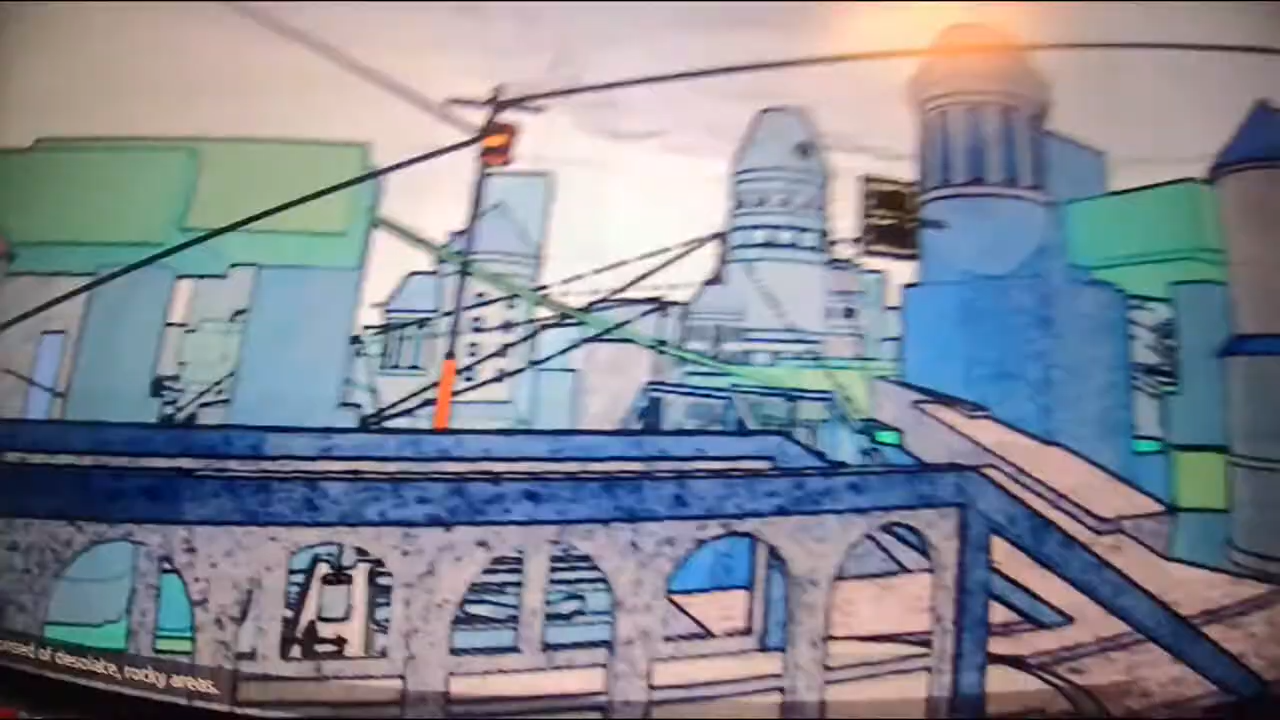 of desolate, rocky areas.